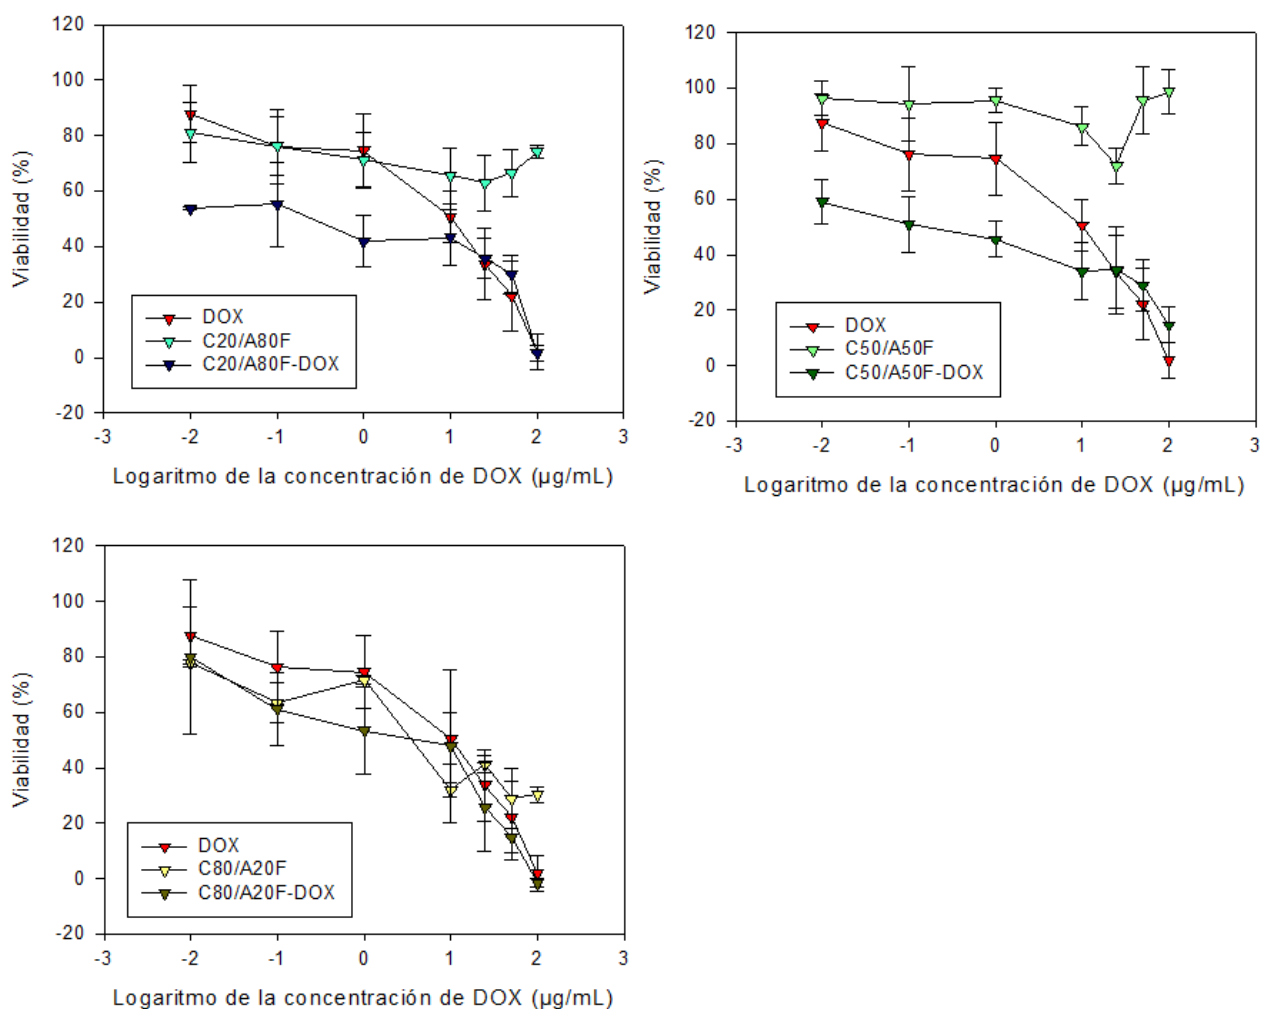 120
100
80
60
40
20
0
-20
Viabilidad (%)
DOX
C20/A80F
C20/A80F-DOX
-3 -2 -1 0 1 2 3
Logaritmo de la concentración de DOX (µg/mL)
120
100
80
60
40
20
0
-20
Viabilidad (%)
DOX
C50/A50F
C50/A50F-DOX
-3 -2 -1 0 1 2 3
Logaritmo de la concentración de DOX (µg/mL)
120
100
80
60
40
20
0
-20
Viabilidad (%)
DOX
C80/A20F
C80/A20F-DOX
-3 -2 -1 0 1 2 3
Logaritmo de la concentración de DOX (µg/mL)